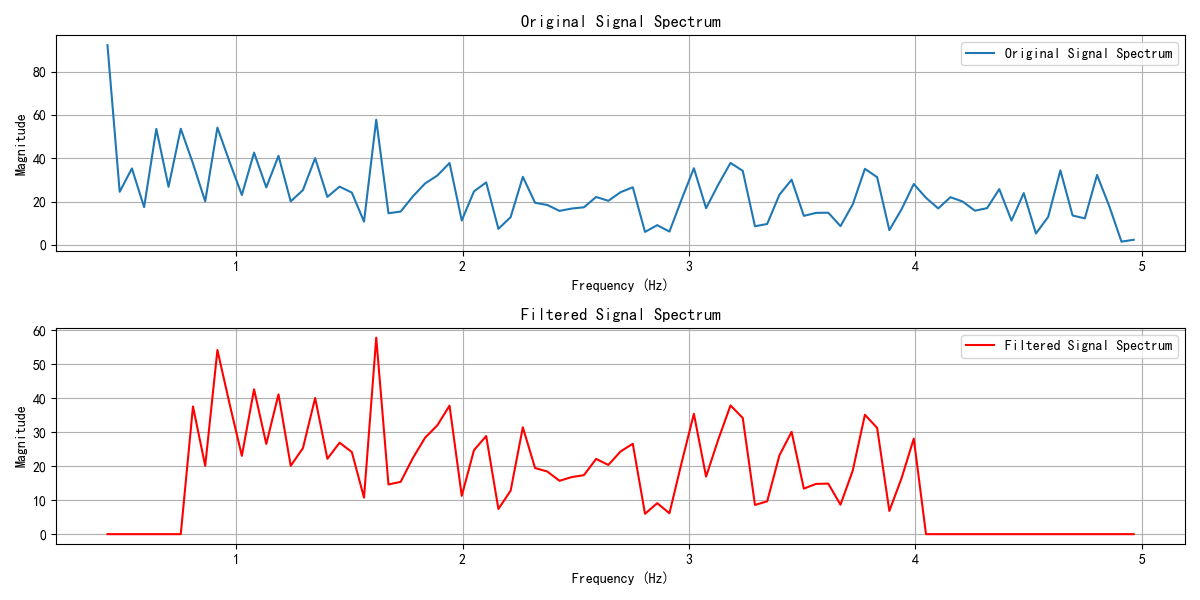 Original Signal Spectrum
Original Signal Spectrum
Magnitude
80
60
40
20
0
1
2
3
4
5
Frequency (Hz)
Filtered Signal Spectrum
Filtered Signal Spectrum
Magnitude
60
50
40
30
20
10
0
1
2
3
4
5
Frequency (Hz)